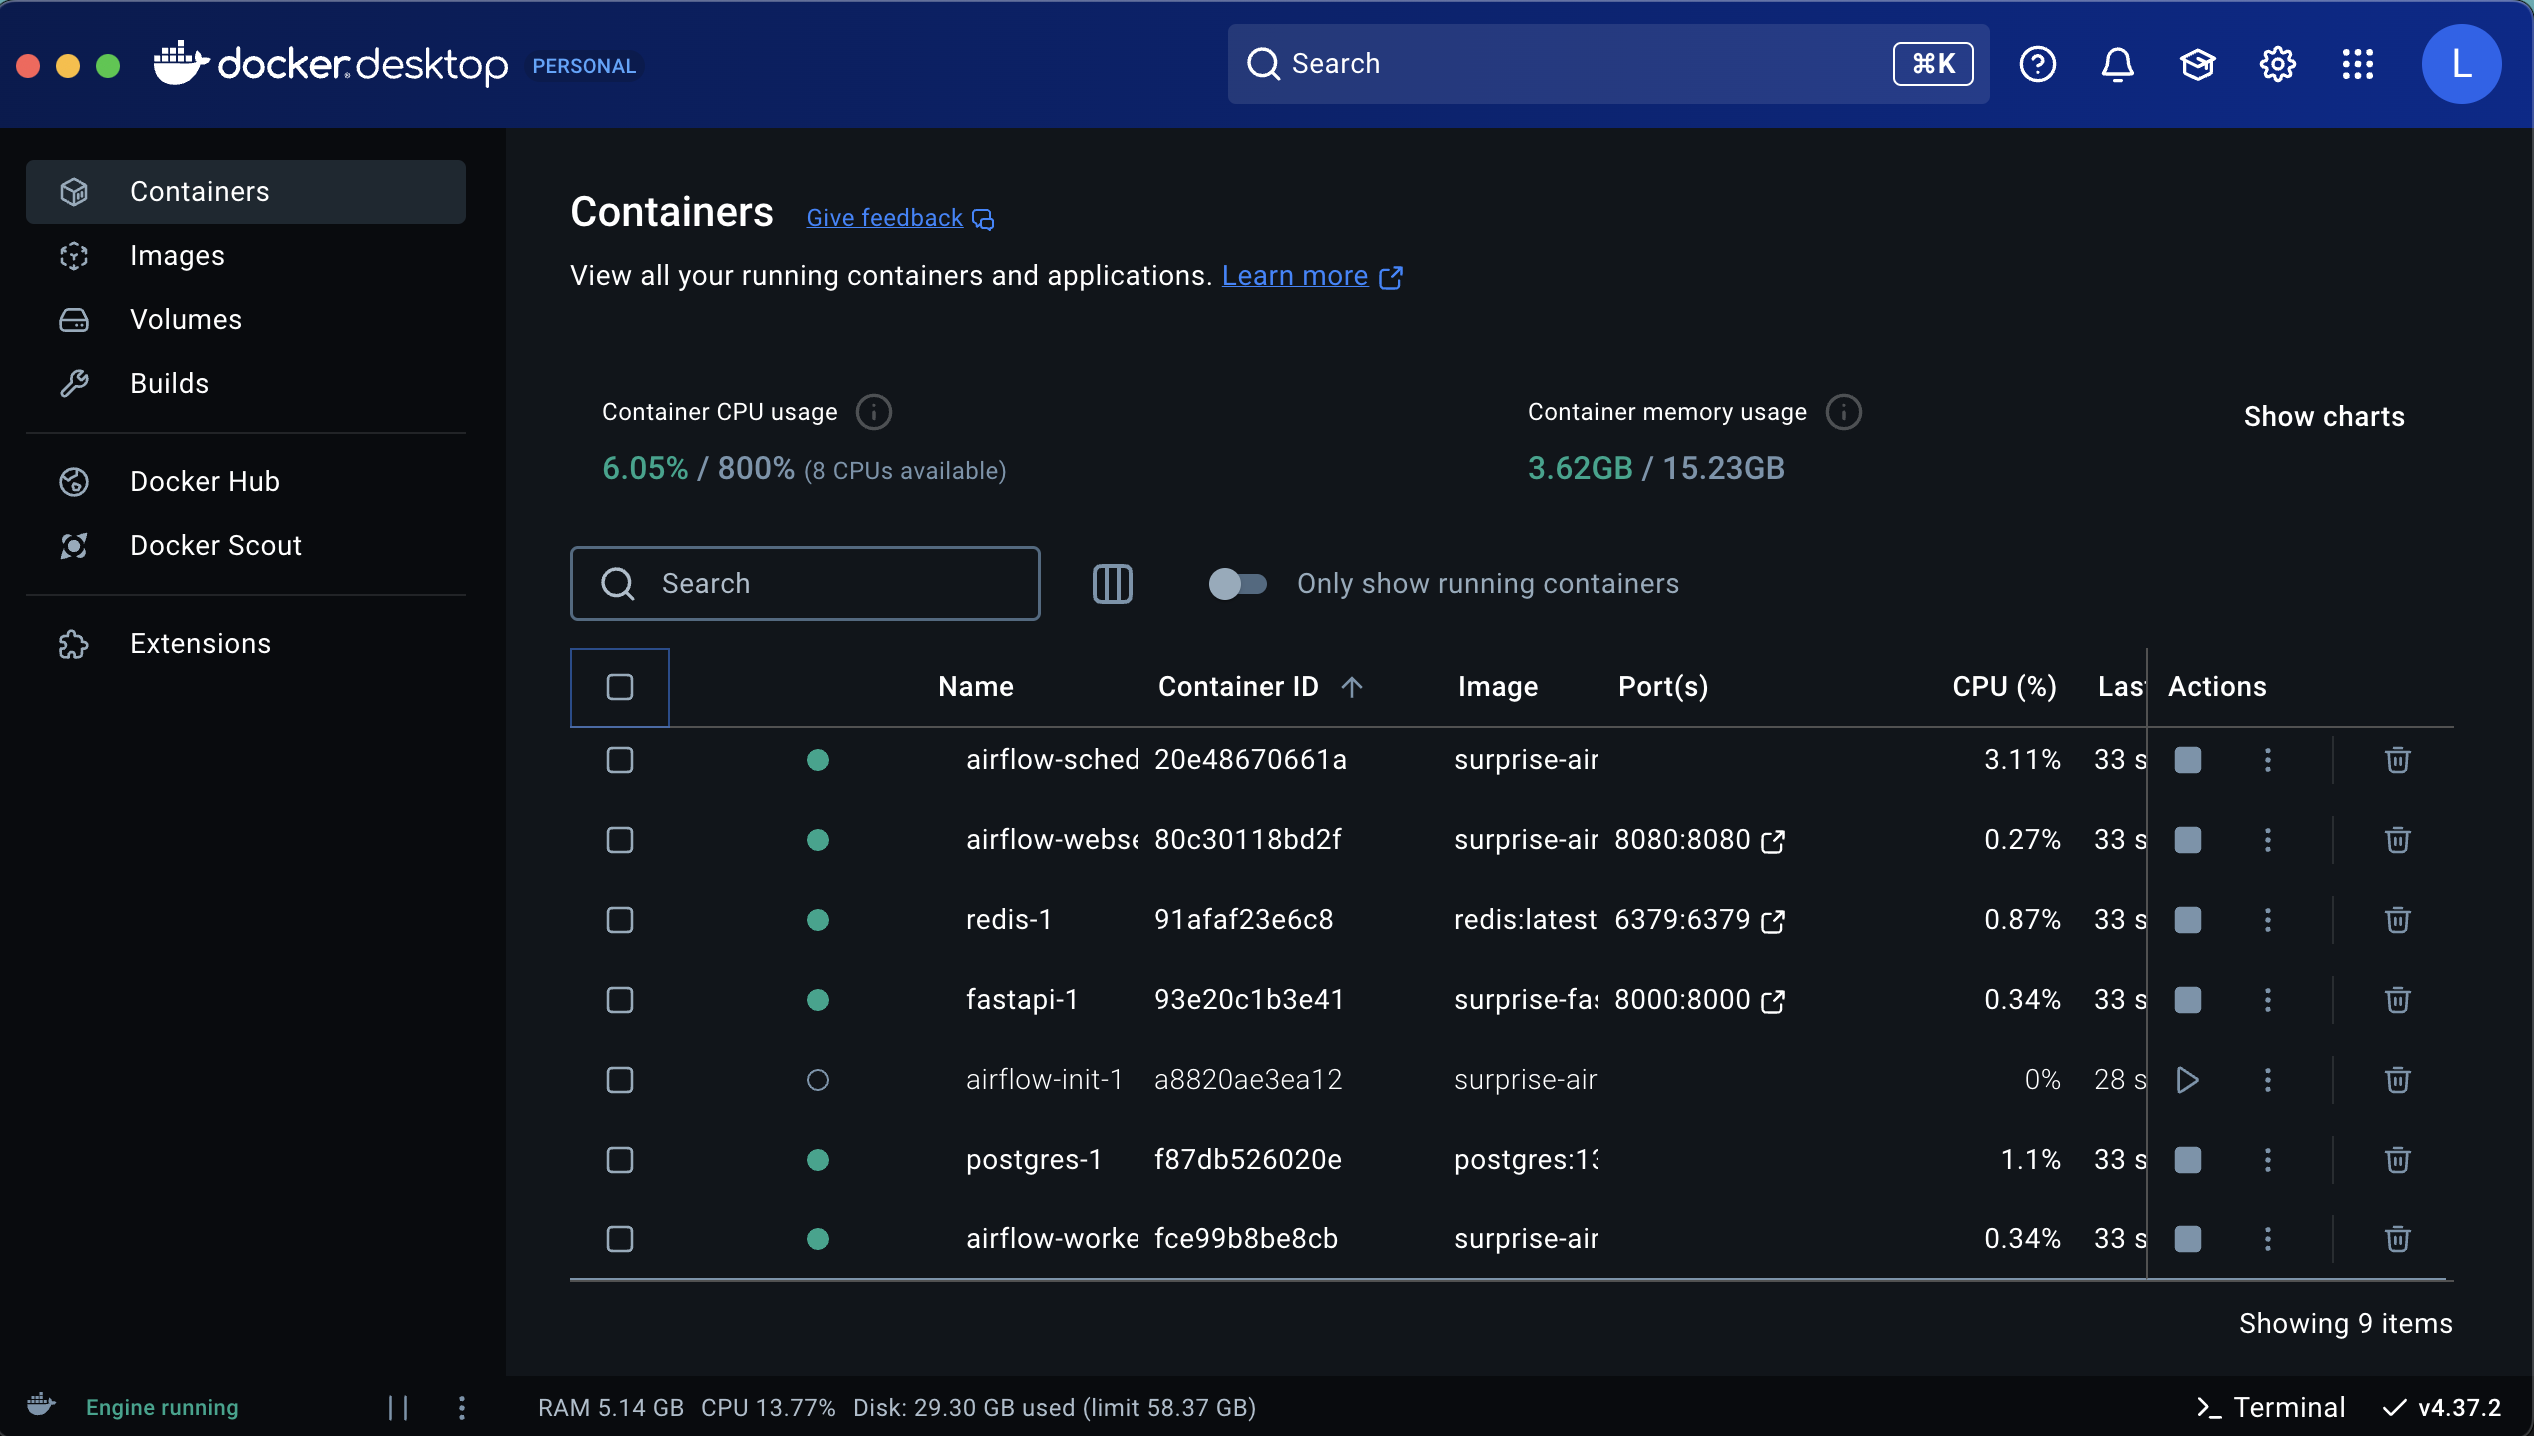 docker desktop PERSONAL
Search ⌘K
L
Containers
Images
Volumes
Builds
Docker Hub
Docker Scout
Extensions
Containers Give feedback
View all your running containers and applications. Learn more
Container CPU usage
6.05% / 800% (8 CPUs available)
Container memory usage
3.62GB / 15.23GB
Show charts
Search
Only show running containers
Name Container ID Image Port(s) CPU (%) Las Actions
airflow-sched 20e48670661a surprise-air 3.11% 33 s
airflow-webse 80c30118bd2f surprise-air 8080:8080 0.27% 33 s
redis-1 91afaf23e6c8 redis:latest 6379:6379 0.87% 33 s
fastapi-1 93e20c1b3e41 surprise-fas 8000:8000 0.34% 33 s
airflow-init-1 a8820ae3ea12 surprise-air 0% 28 s
postgres-1 f87db526020e postgres:13 1.1% 33 s
airflow-worke fce99b8be8cb surprise-air 0.34% 33 s
Showing 9 items
Engine running
RAM 5.14 GB CPU 13.77% Disk: 29.30 GB used (limit 58.37 GB)
Terminal v4.37.2